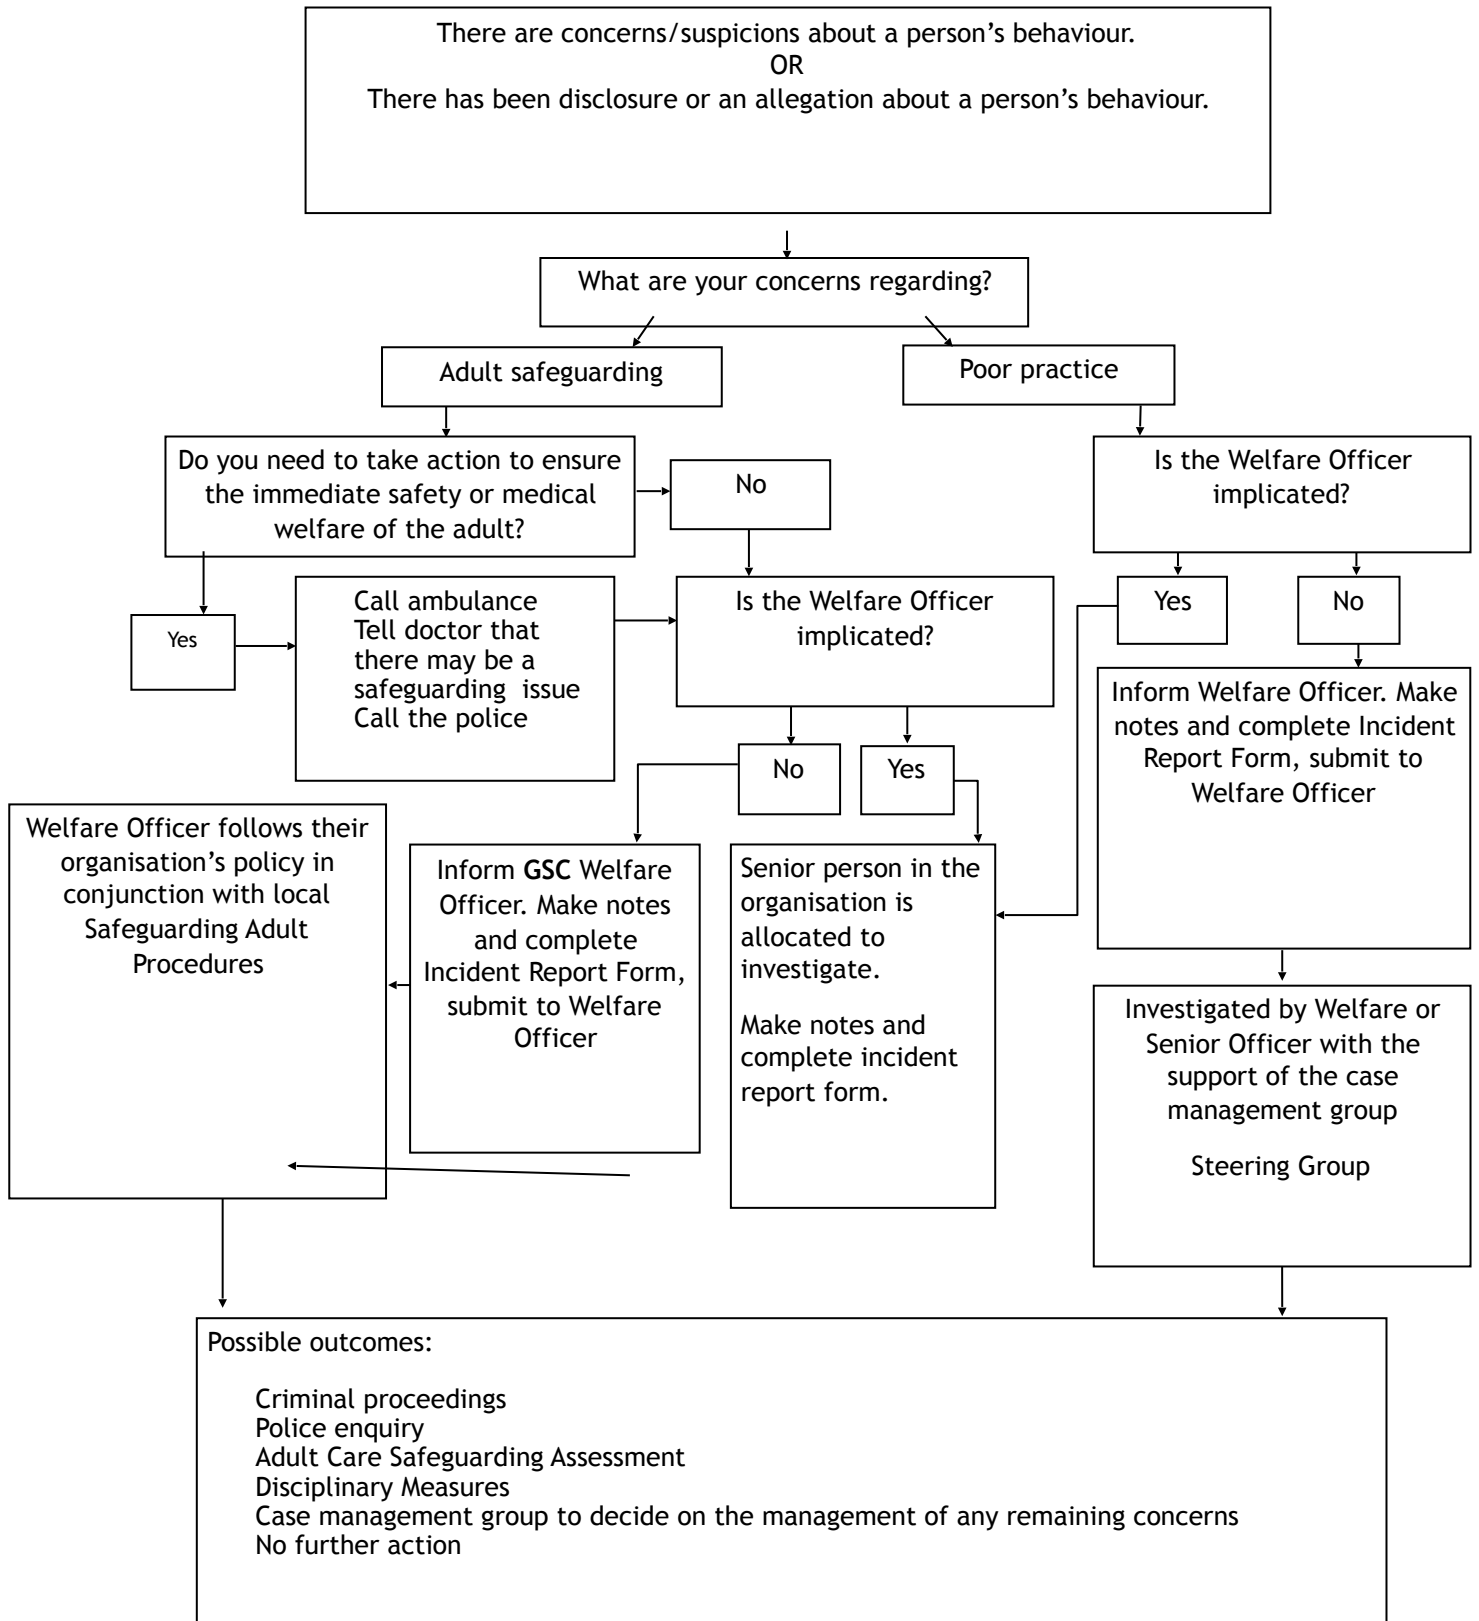 There are concerns/suspicions about a person's behaviour.
OR
There has been disclosure or an allegation about a person's behaviour.
What are your concerns regarding?
Adult safeguarding
Poor practice
Do you need to take action to ensure
the immediate safety or medical
welfare of the adult?
No
Is the Welfare Officer
implicated?
Yes
Call ambulance
Tell doctor that
there may be a
safeguarding  issue
Call the police
Is the Welfare Officer
implicated?
Yes
No
No
Yes
Inform Welfare Officer. Make
notes and complete Incident
Report Form, submit to
Welfare Officer
Welfare Officer follows their
organisation's policy in
conjunction with local
Safeguarding Adult
Procedures
Inform GSC Welfare
Officer. Make notes
and complete
Incident Report Form,
submit to Welfare
Officer
Senior person in the
organisation is
allocated to
investigate.
Make notes and
complete incident
report form.
Investigated by Welfare or
Senior Officer with the
support of the case
management group
Steering Group
Possible outcomes:
Criminal proceedings
Police enquiry
Adult Care Safeguarding Assessment
Disciplinary Measures
Case management group to decide on the management of any remaining concerns
No further action